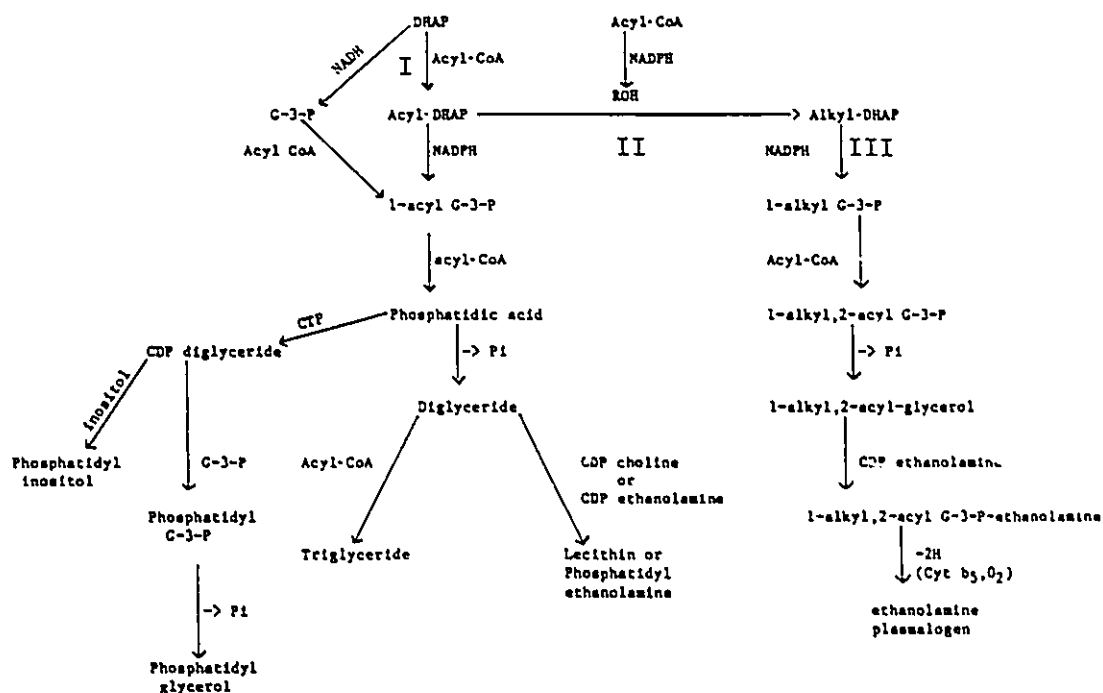 DHAP Acyl-CoA
NADH I Acyl-CoA NADPH
ROH
G-3-P Acyl-DHAP Alkyl-DHAP
Acyl CoA NADPH II NADPH III
1-acyl G-3-P 1-alkyl G-3-P
acyl-CoA Acyl-CoA
CTP Phosphatidic acid 1-alkyl,2-acyl G-3-P
CDP diglyceride -> Pi -> Pi
inositol Diglyceride 1-alkyl,2-acyl-glycerol
Phosphatidyl
inositol
G-3-P Acyl-CoA CDP choline
or
CDP ethanolamine
CDP ethanolamine
Phosphatidyl
G-3-P
1-alkyl,2-acyl G-3-P-ethanolamine
Triglyceride Lecithin or
Phosphatidyl
ethanolamine
-2H
(Cyt b5,O2)
-> Pi
ethanolamine
plasmalogen
Phosphatidyl
glycerol